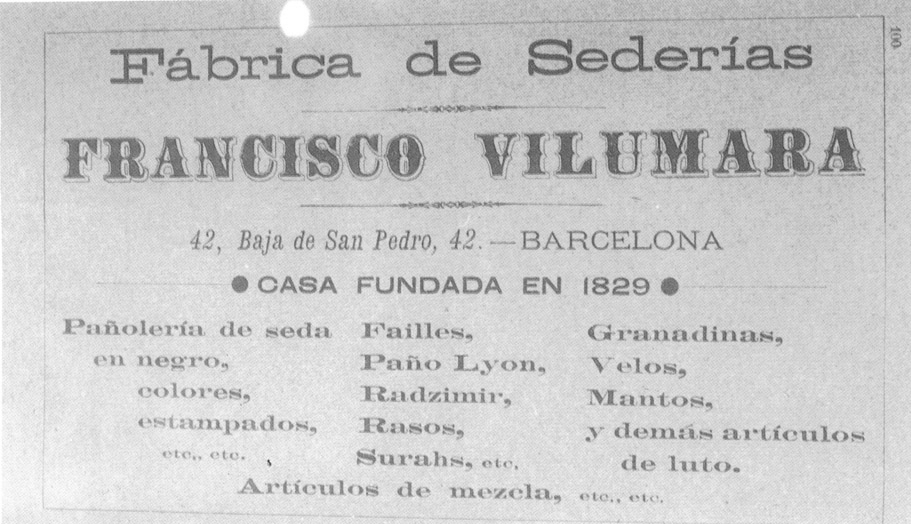 100
Fábrica de Sederías
FRANCISCO VILUMARA
42, Baja de San Pedro, 42.—BARCELONA
● CASA FUNDADA EN 1829 ●
Pañolería de seda
en negro,
colores,
estampados,
etc., etc.
Failles,
Paño Lyon,
Radzimir,
Rasos,
Surahs, etc.
Granadinas,
Velos,
Mantos,
y demás artículos
de luto.
Artículos de mezcla, etc., etc.